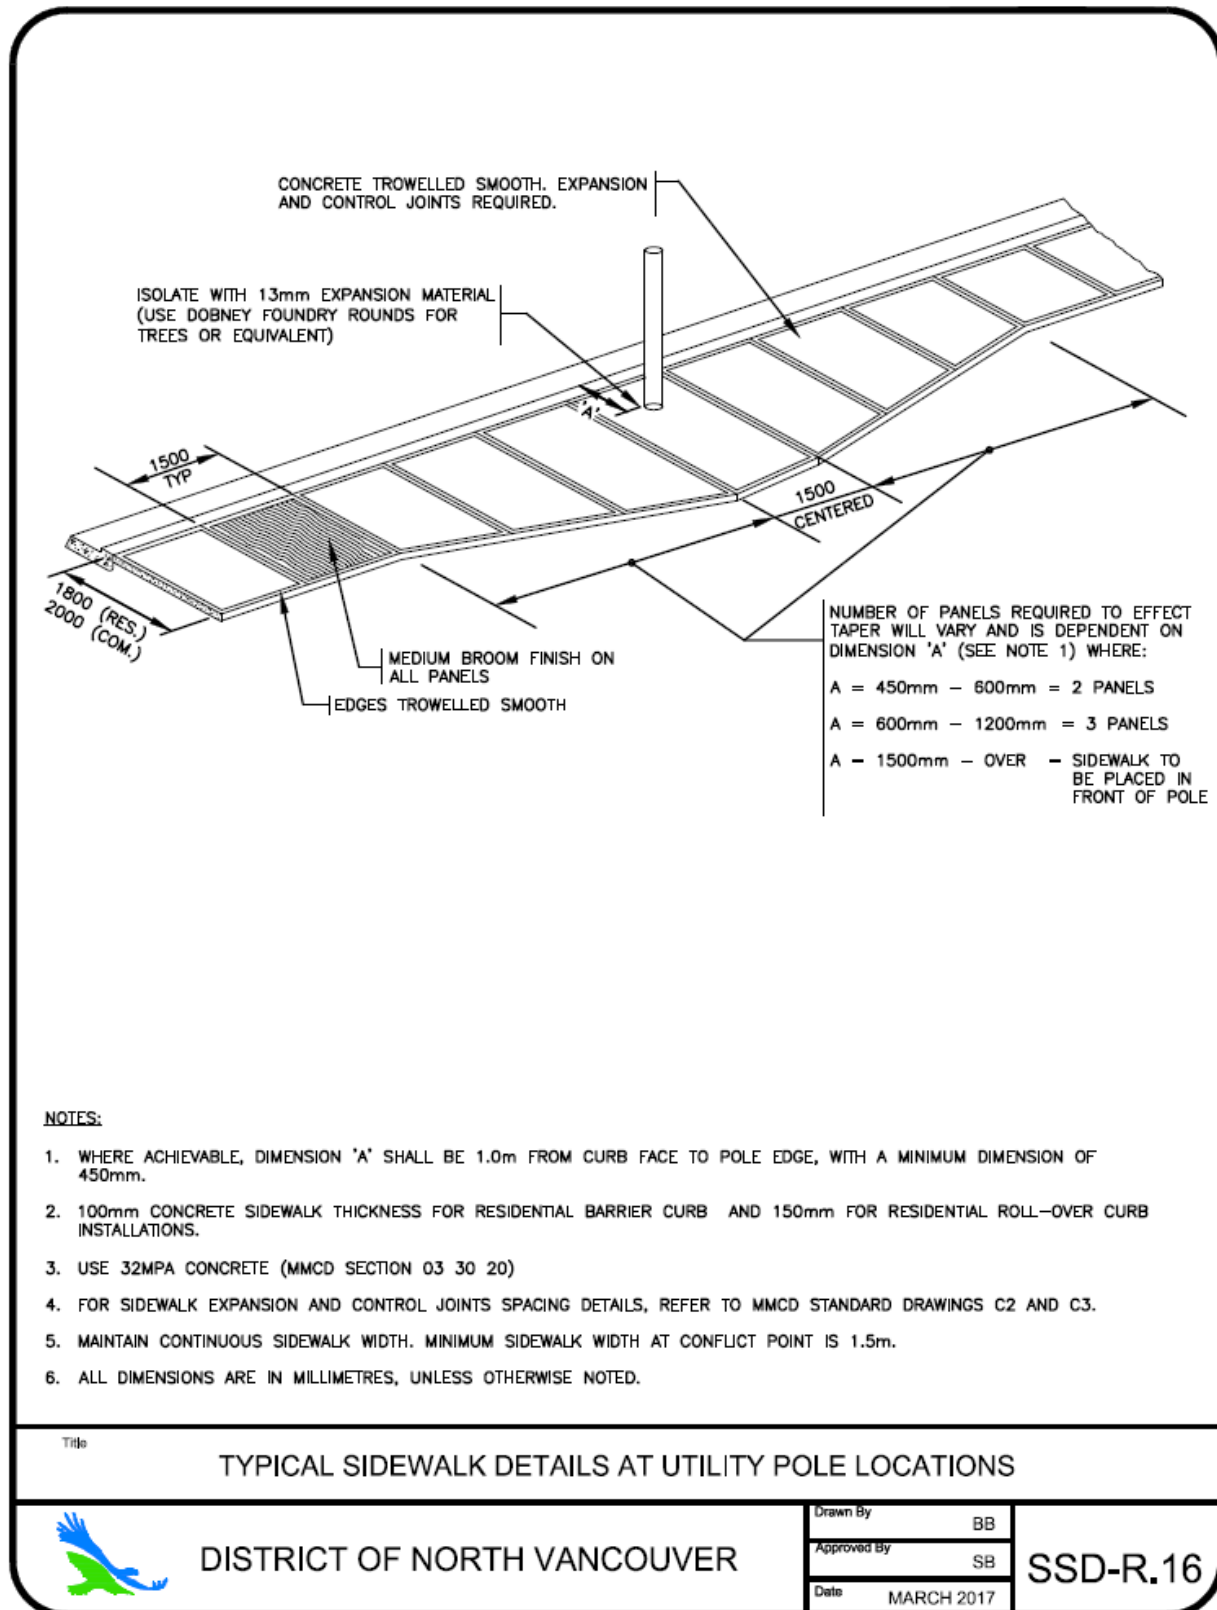 CONCRETE TROWELLED SMOOTH. EXPANSION
AND CONTROL JOINTS REQUIRED.
ISOLATE WITH 13mm EXPANSION MATERIAL
(USE DOBNEY FOUNDRY ROUNDS FOR
TREES OR EQUIVALENT)
'A'
1500
TYP
1500
CENTERED
1800 (RES.)
2000 (COM.)
MEDIUM BROOM FINISH ON
ALL PANELS
EDGES TROWELLED SMOOTH
NUMBER OF PANELS REQUIRED TO EFFECT
TAPER WILL VARY AND IS DEPENDENT ON
DIMENSION 'A' (SEE NOTE 1) WHERE:
A = 450mm – 600mm = 2 PANELS
A = 600mm – 1200mm = 3 PANELS
A – 1500mm – OVER – SIDEWALK TO
BE PLACED IN
FRONT OF POLE
NOTES:
1. WHERE ACHIEVABLE, DIMENSION 'A' SHALL BE 1.0m FROM CURB FACE TO POLE EDGE, WITH A MINIMUM DIMENSION OF
450mm.
2. 100mm CONCRETE SIDEWALK THICKNESS FOR RESIDENTIAL BARRIER CURB AND 150mm FOR RESIDENTIAL ROLL–OVER CURB
INSTALLATIONS.
3. USE 32MPA CONCRETE (MMCD SECTION 03 30 20)
4. FOR SIDEWALK EXPANSION AND CONTROL JOINTS SPACING DETAILS, REFER TO MMCD STANDARD DRAWINGS C2 AND C3.
5. MAINTAIN CONTINUOUS SIDEWALK WIDTH. MINIMUM SIDEWALK WIDTH AT CONFLICT POINT IS 1.5m.
6. ALL DIMENSIONS ARE IN MILLIMETRES, UNLESS OTHERWISE NOTED.
Title
TYPICAL SIDEWALK DETAILS AT UTILITY POLE LOCATIONS
DISTRICT OF NORTH VANCOUVER
Drawn By
BB
Approved By
SB
Date
MARCH 2017
SSD-R.16